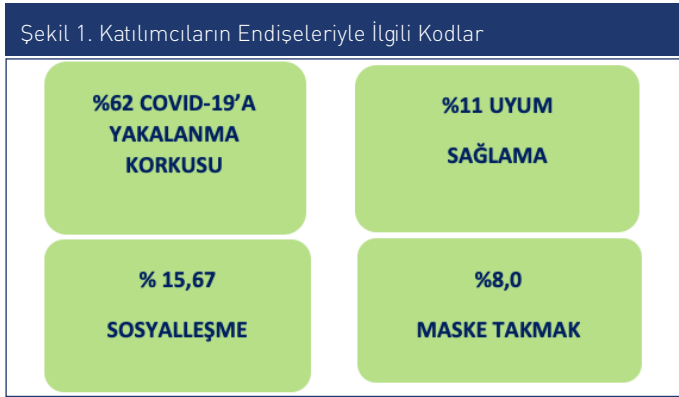 Şekil 1. Katılımcıların Endişeleriyle İlgili Kodlar
%62 COVID-19’A
YAKALANMA
KORKUSU
%11 UYUM
SAĞLAMA
% 15,67
SOSYALLEŞME
%8,0
MASKE TAKMAK